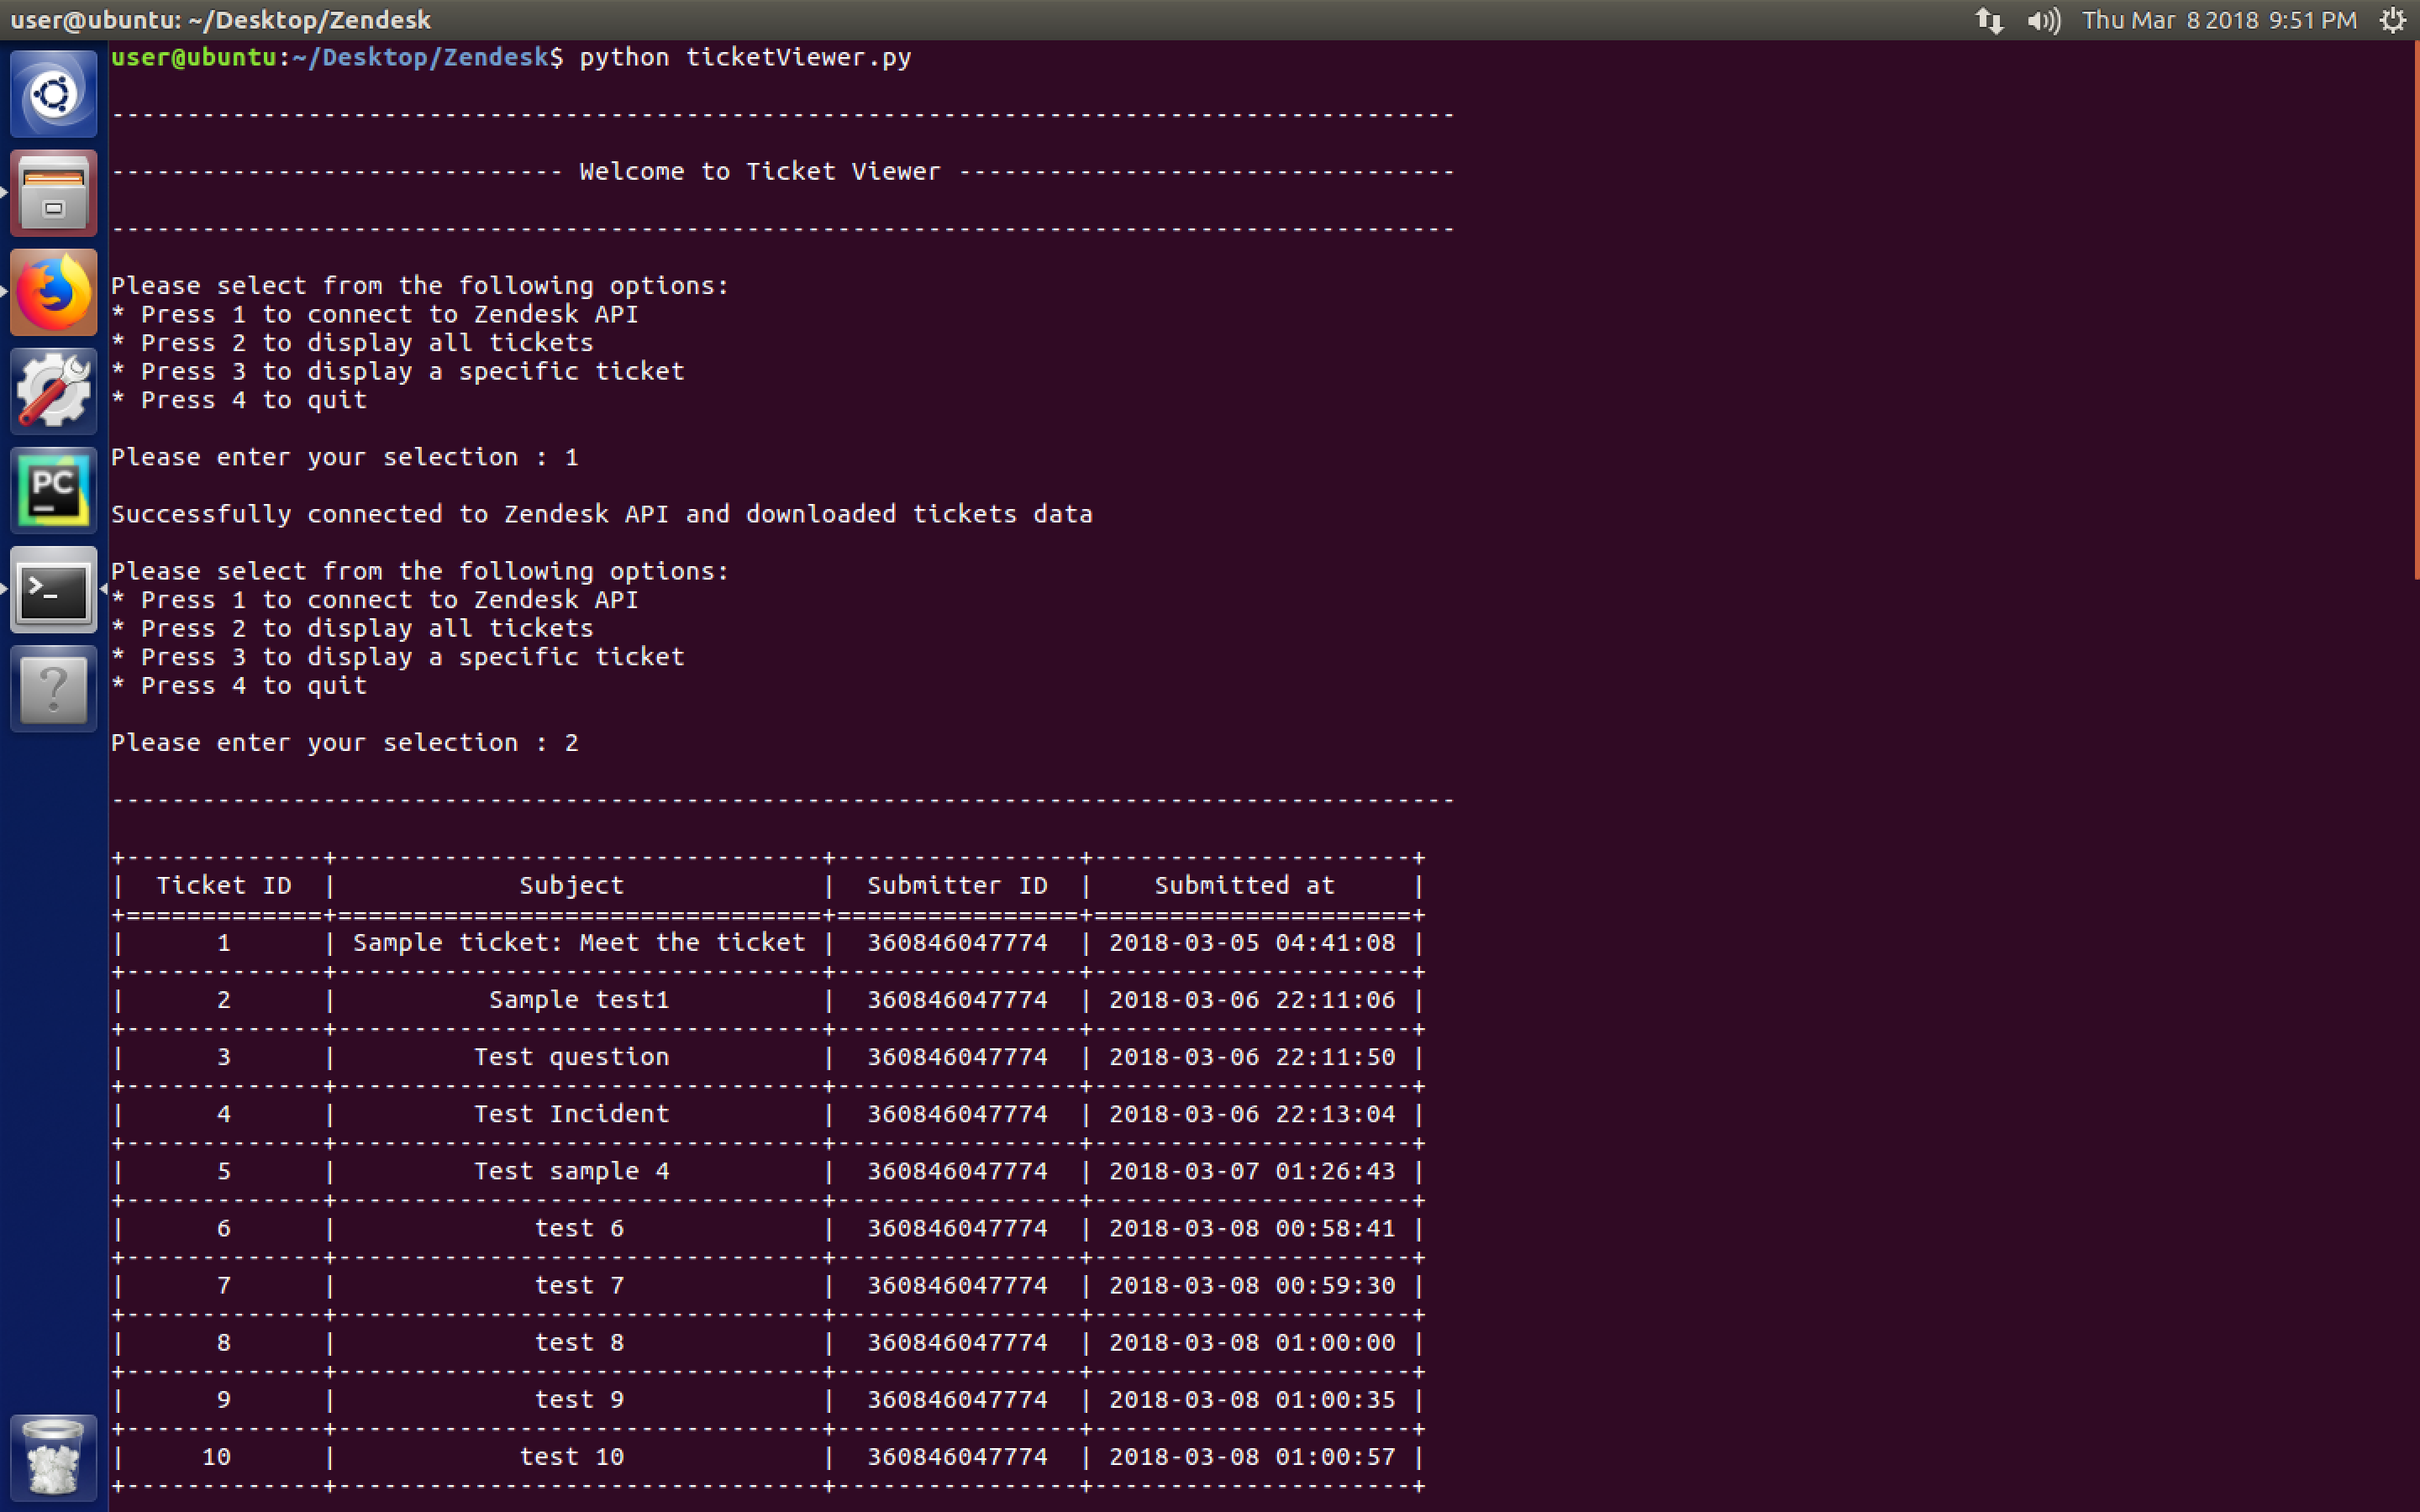 user@ubuntu: ~/Desktop/Zendesk Thu Mar 8 2018 9:51 PM
user@ubuntu:~/Desktop/Zendesk$ python ticketViewer.py
-----------------------------------------------------------------------------------------
------------------------------ Welcome to Ticket Viewer ---------------------------------
-----------------------------------------------------------------------------------------
Please select from the following options:
* Press 1 to connect to Zendesk API
* Press 2 to display all tickets
* Press 3 to display a specific ticket
* Press 4 to quit
Please enter your selection : 1
Successfully connected to Zendesk API and downloaded tickets data
Please select from the following options:
* Press 1 to connect to Zendesk API
* Press 2 to display all tickets
* Press 3 to display a specific ticket
* Press 4 to quit
Please enter your selection : 2
-----------------------------------------------------------------------------------------
+-------------+--------------------------------+----------------+---------------------+
| Ticket ID | Subject | Submitter ID | Submitted at |
+=============+================================+================+=====================+
| 1 | Sample ticket: Meet the ticket | 360846047774 | 2018-03-05 04:41:08 |
+-------------+--------------------------------+----------------+---------------------+
| 2 | Sample test1 | 360846047774 | 2018-03-06 22:11:06 |
+-------------+--------------------------------+----------------+---------------------+
| 3 | Test question | 360846047774 | 2018-03-06 22:11:50 |
+-------------+--------------------------------+----------------+---------------------+
| 4 | Test Incident | 360846047774 | 2018-03-06 22:13:04 |
+-------------+--------------------------------+----------------+---------------------+
| 5 | Test sample 4 | 360846047774 | 2018-03-07 01:26:43 |
+-------------+--------------------------------+----------------+---------------------+
| 6 | test 6 | 360846047774 | 2018-03-08 00:58:41 |
+-------------+--------------------------------+----------------+---------------------+
| 7 | test 7 | 360846047774 | 2018-03-08 00:59:30 |
+-------------+--------------------------------+----------------+---------------------+
| 8 | test 8 | 360846047774 | 2018-03-08 01:00:00 |
+-------------+--------------------------------+----------------+---------------------+
| 9 | test 9 | 360846047774 | 2018-03-08 01:00:35 |
+-------------+--------------------------------+----------------+---------------------+
| 10 | test 10 | 360846047774 | 2018-03-08 01:00:57 |
+-------------+--------------------------------+----------------+---------------------+
PC
>_
?